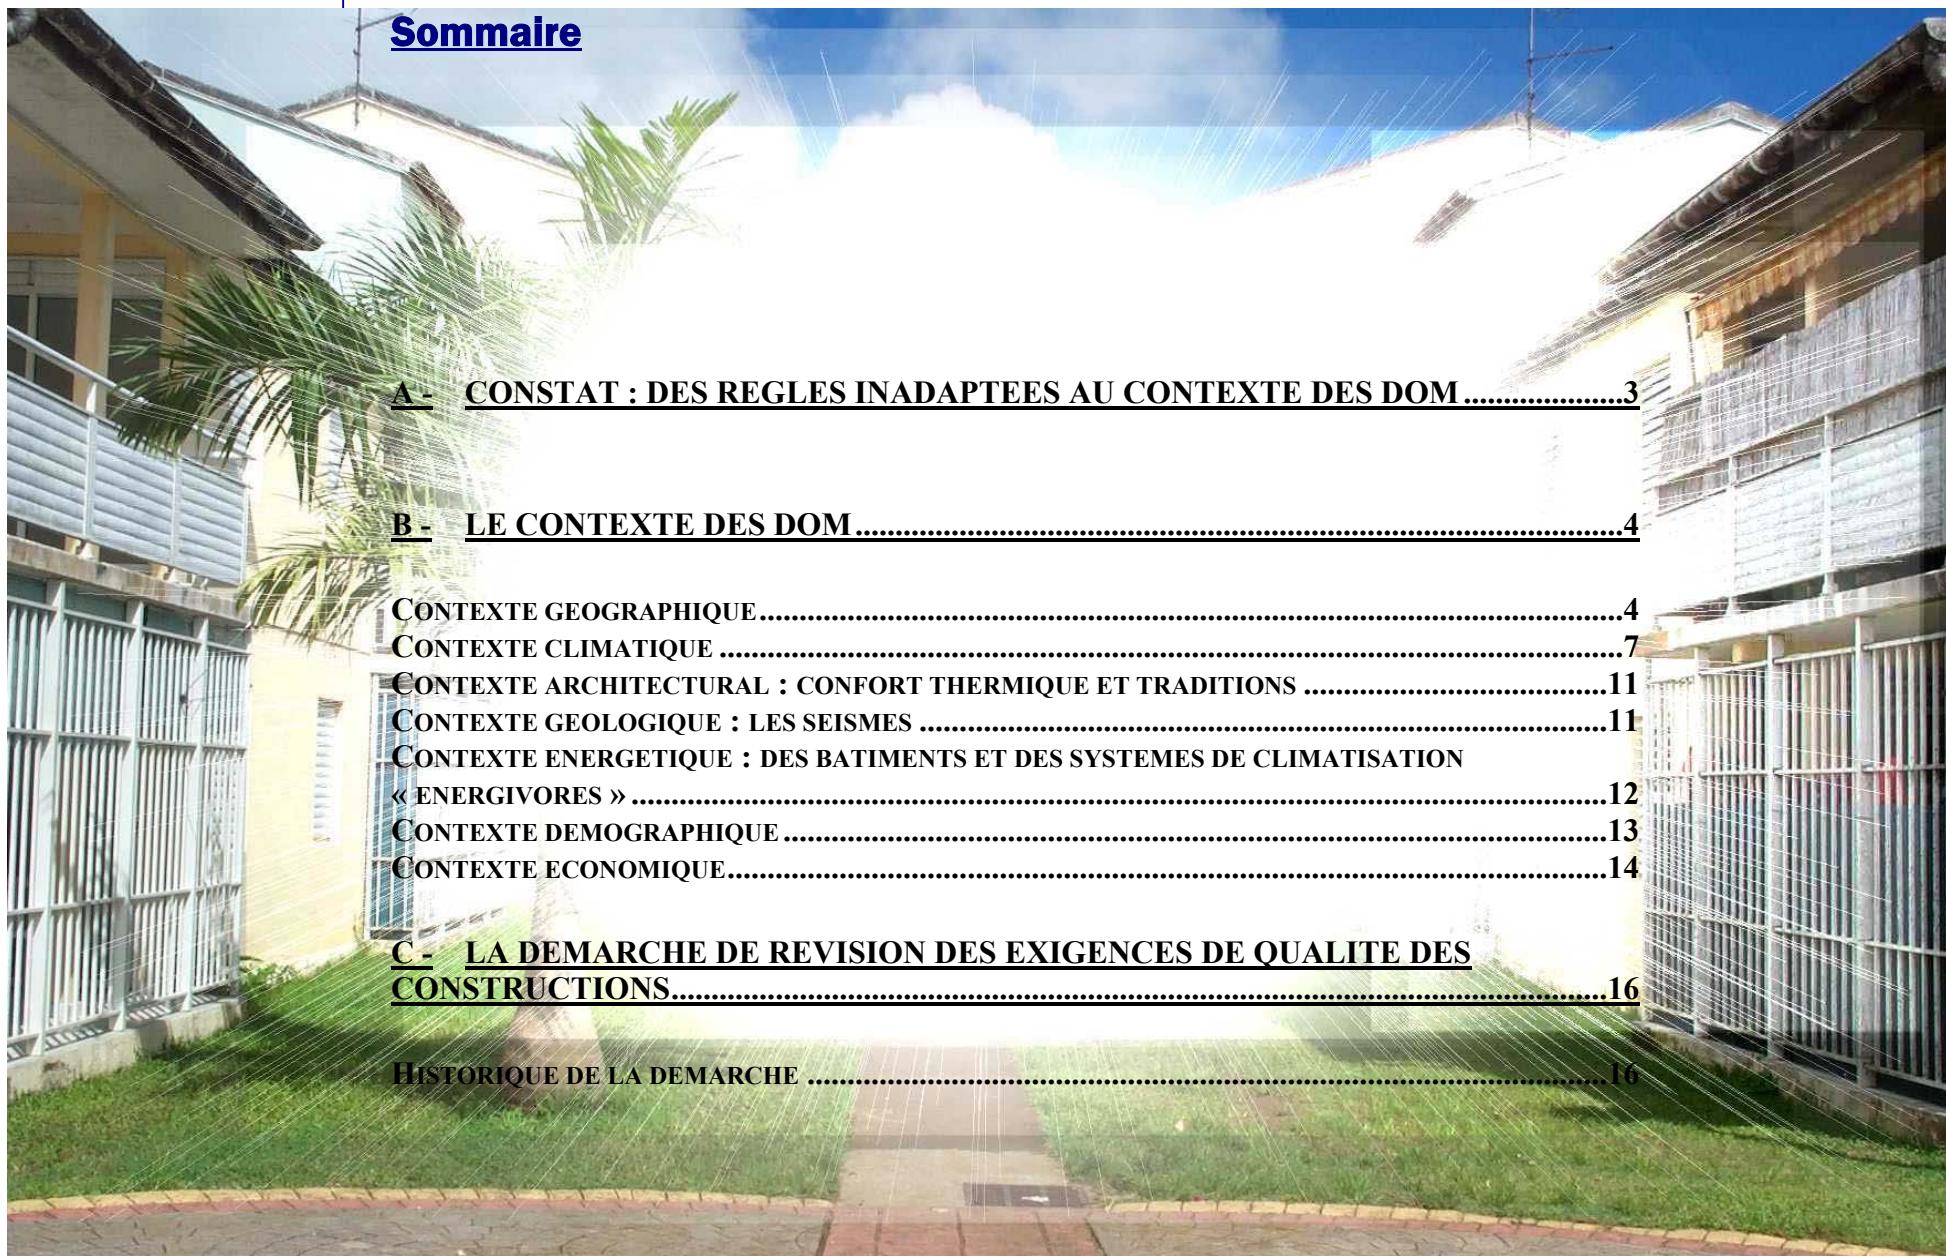 Sommaire
A - CONSTAT : DES REGLES INADAPTEES AU CONTEXTE DES DOM....................3
B - LE CONTEXTE DES DOM....................4
CONTEXTE GEOGRAPHIQUE....................4
CONTEXTE CLIMATIQUE....................7
CONTEXTE ARCHITECTURAL : CONFORT THERMIQUE ET TRADITIONS....................11
CONTEXTE GEOLOGIQUE : LES SEISMES....................11
CONTEXTE ENERGETIQUE : DES BATIMENTS ET DES SYSTEMES DE CLIMATISATION
« ENERGIVORES »....................12
CONTEXTE DEMOGRAPHIQUE....................13
CONTEXTE ECONOMIQUE....................14
C - LA DEMARCHE DE REVISION DES EXIGENCES DE QUALITE DES
CONSTRUCTIONS....................16
HISTORIQUE DE LA DEMARCHE....................16